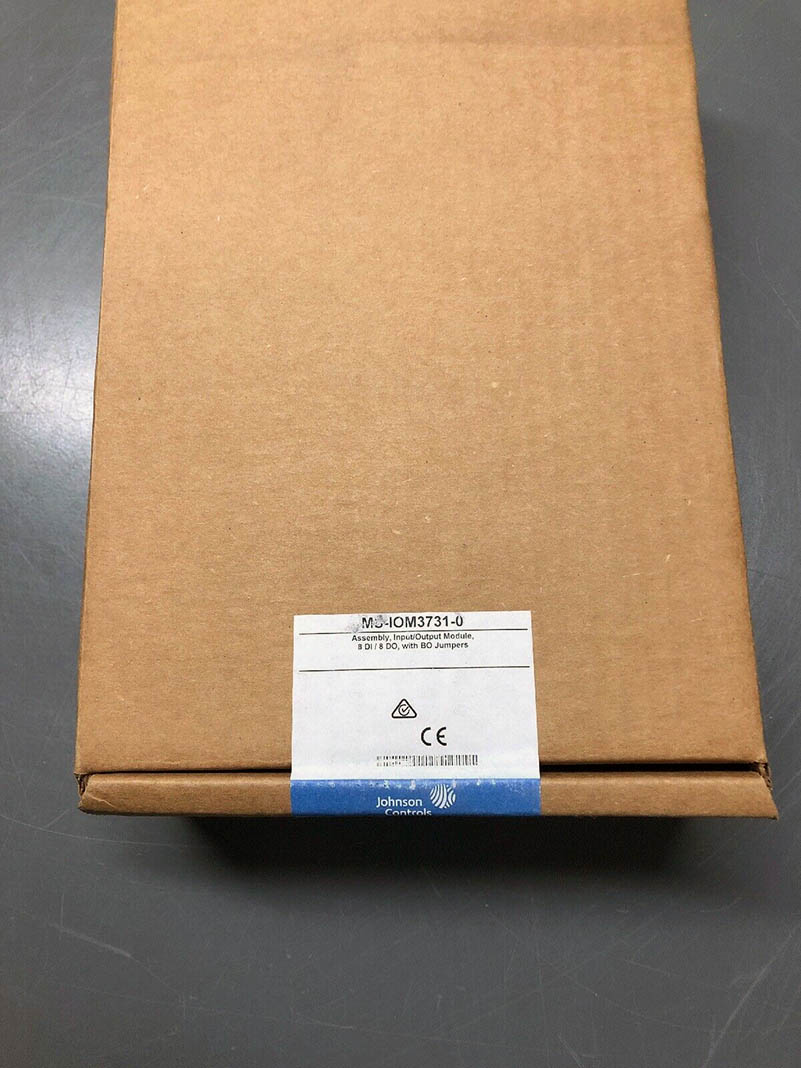 MS-IOM3731-0
Assembly, Input/Output Module,
8 DI / 8 DO, with BO Jumpers
CE
Johnson
Controls